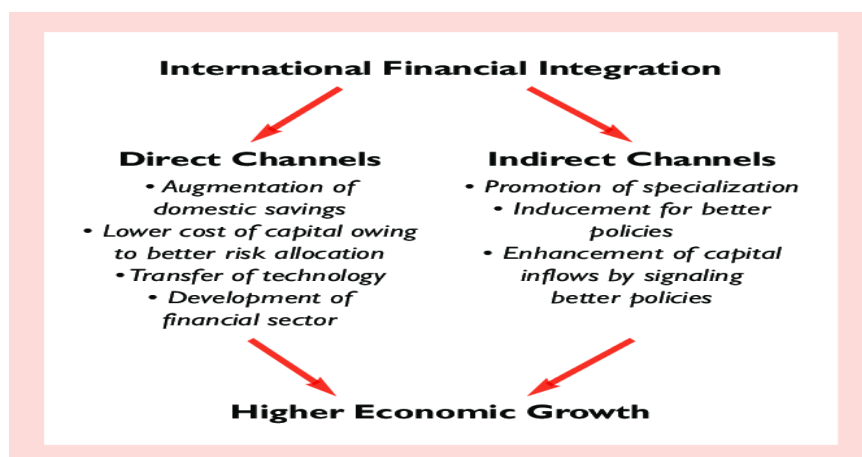 International Financial Integration
Direct Channels
• Augmentation of
domestic savings
• Lower cost of capital owing
to better risk allocation
• Transfer of technology
• Development of
financial sector
Indirect Channels
• Promotion of specialization
• Inducement for better
policies
• Enhancement of capital
inflows by signaling
better policies
Higher Economic Growth